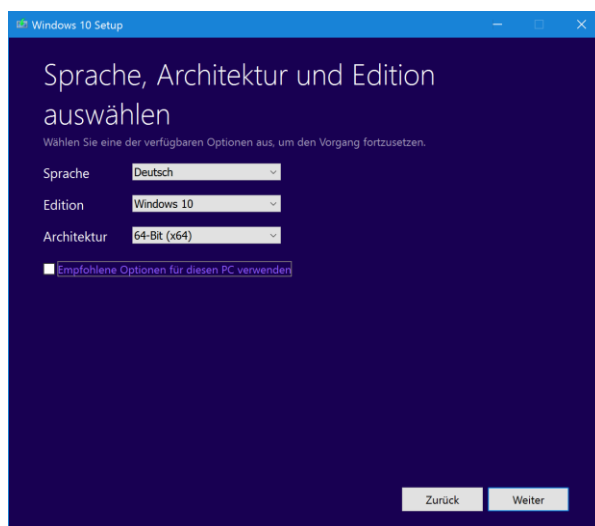 Windows 10 Setup
Sprache, Architektur und Edition
auswählen
Wählen Sie eine der verfügbaren Optionen aus, um den Vorgang fortzusetzen.
Sprache Deutsch
Edition Windows 10
Architektur 64-Bit (x64)
Empfohlene Optionen für diesen PC verwenden
Zurück Weiter